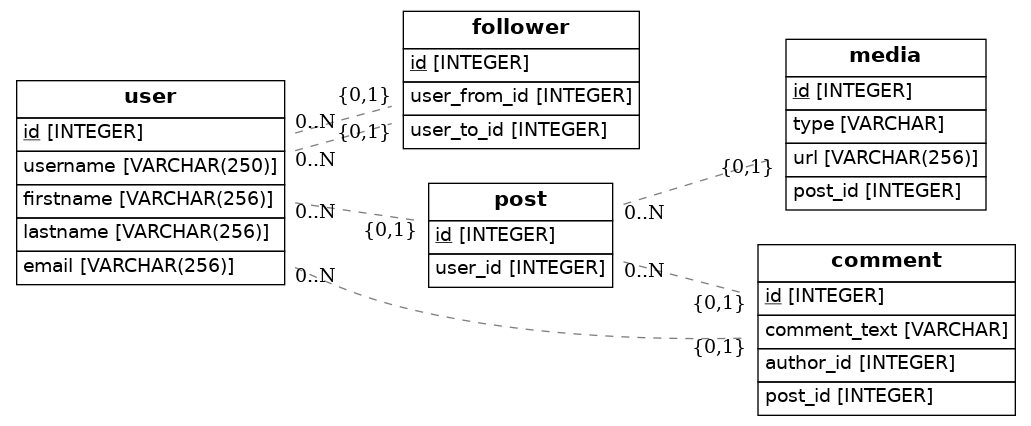 user
id [INTEGER]
username [VARCHAR(250)]
firstname [VARCHAR(256)]
lastname [VARCHAR(256)]
email [VARCHAR(256)]
0..N
0..N
0..N
0..N
{0,1}
{0,1}
{0,1}
follower
id [INTEGER]
user_from_id [INTEGER]
user_to_id [INTEGER]
post
id [INTEGER]
user_id [INTEGER]
0..N
0..N
{0,1}
{0,1}
{0,1}
media
id [INTEGER]
type [VARCHAR]
url [VARCHAR(256)]
post_id [INTEGER]
comment
id [INTEGER]
comment_text [VARCHAR]
author_id [INTEGER]
post_id [INTEGER]